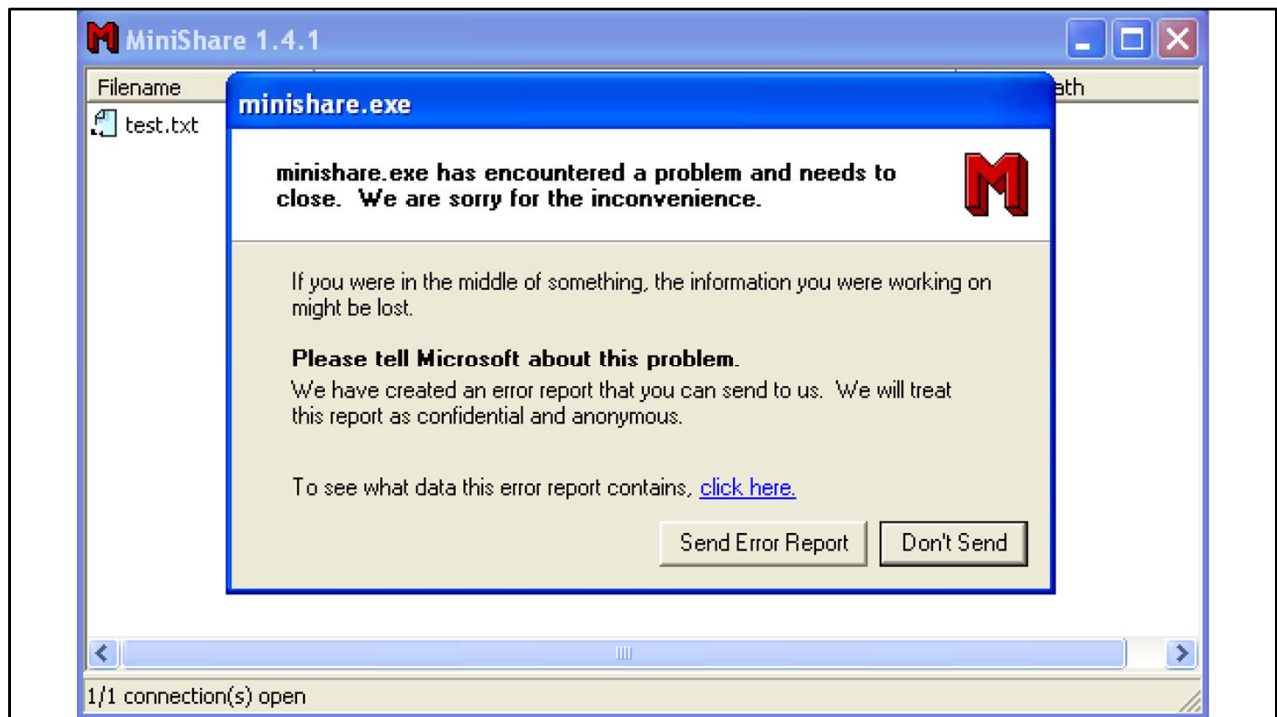 MiniShare 1.4.1
Filename
ath
test.txt
minishare.exe
minishare.exe has encountered a problem and needs to
close. We are sorry for the inconvenience.
If you were in the middle of something, the information you were working on
might be lost.
Please tell Microsoft about this problem.
We have created an error report that you can send to us. We will treat
this report as confidential and anonymous.
To see what data this error report contains, click here.
Send Error Report
Don't Send
1/1 connection(s) open